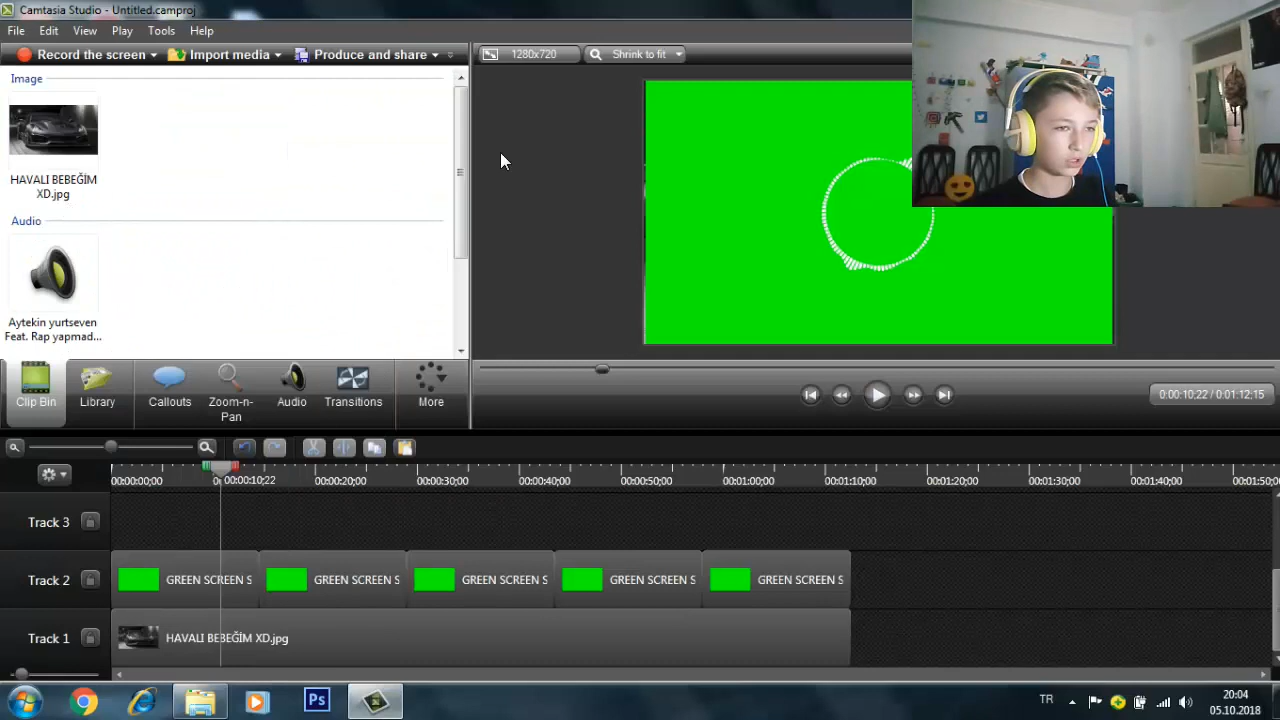 Camtasia Studio - Untitled.camproj
File Edit View Play Tools Help
Record the screen Import media Produce and share
1280x720 Shrink to fit
Image
HAVALI BEBEĞİM
XD.jpg
Audio
Aytekin yurtseven
Feat. Rap yapmad...
Clip Bin Library Callouts Zoom-n-Pan Audio Transitions More
0:00:10;22 / 0:01:12;15
00:00:00;00 00:00:10;22 00:00:20;00 00:00:30;00 00:00:40;00 00:00:50;00 00:01:00;00 00:01:10;00 00:01:20;00 00:01:30;00 00:01:40;00 00:01:50;00
Track 3
Track 2 GREEN SCREEN S GREEN SCREEN S GREEN SCREEN S GREEN SCREEN S GREEN SCREEN S
Track 1 HAVALI BEBEĞİM XD.jpg
Ps
TR
20:04
05.10.2018